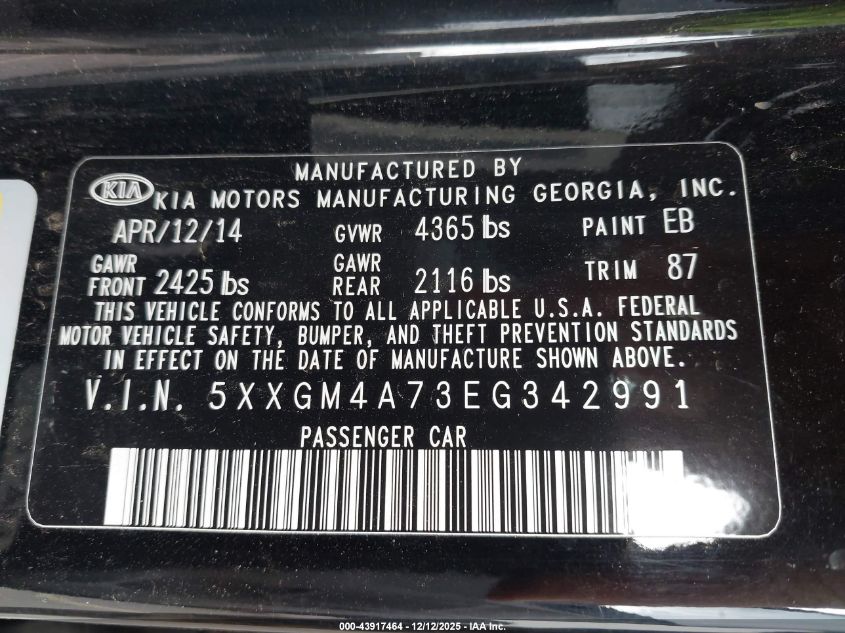 MANUFACTURED BY
KIA KIA MOTORS MANUFACTURING GEORGIA, INC.
APR/12/14 GVWR 4365 lbs PAINT EB
GAWR FRONT 2425 lbs GAWR REAR 2116 lbs TRIM 87
THIS VEHICLE CONFORMS TO ALL APPLICABLE U.S.A. FEDERAL
MOTOR VEHICLE SAFETY, BUMPER, AND THEFT PREVENTION STANDARDS
IN EFFECT ON THE DATE OF MANUFACTURE SHOWN ABOVE.
V.I.N. 5XXGM4A73EG342991
PASSENGER CAR
000-43917464 - 12/12/2025 - IAA Inc.